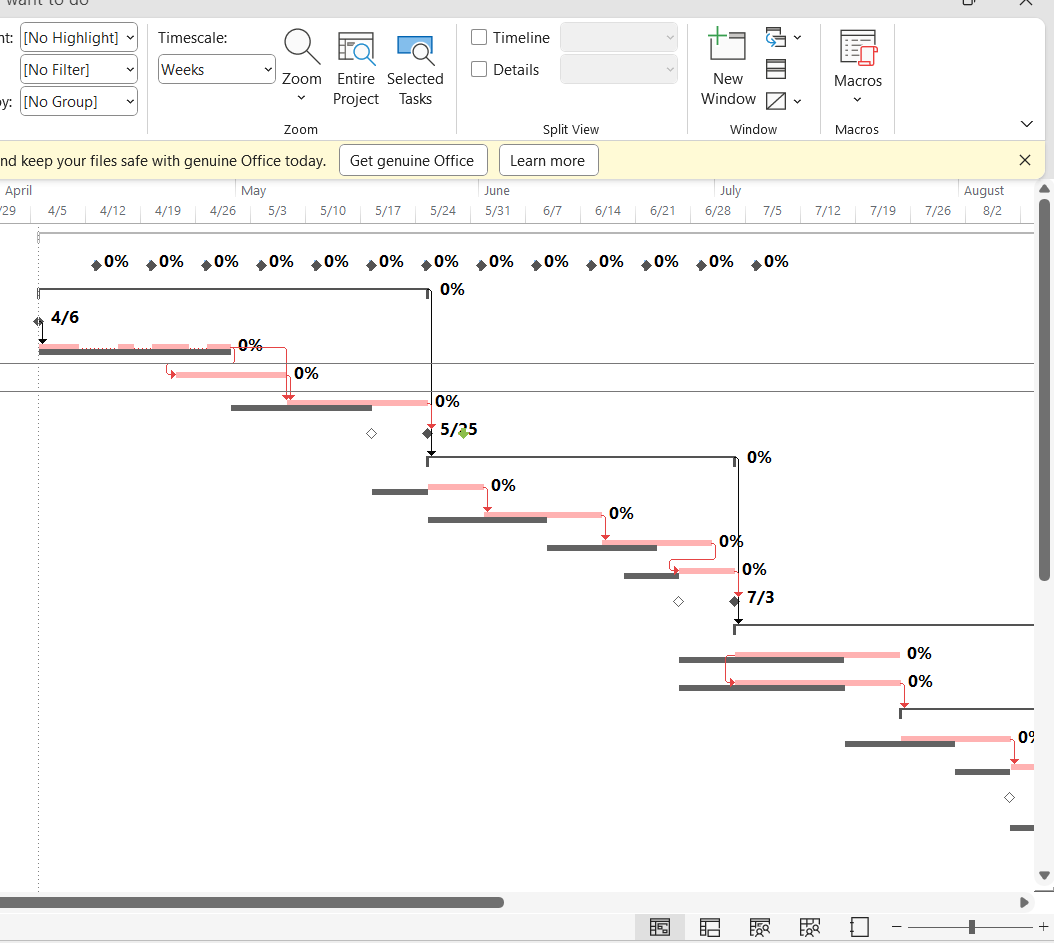 want to do
nt: [No Highlight]
[No Filter]
by: [No Group]
Timescale:
Weeks
Zoom
Entire Project
Selected Tasks
Zoom
Timeline
Details
Split View
New Window
Window
Macros
Macros
nd keep your files safe with genuine Office today. Get genuine Office Learn more
April May June July August
/29 4/5 4/12 4/19 4/26 5/3 5/10 5/17 5/24 5/31 6/7 6/14 6/21 6/28 7/5 7/12 7/19 7/26 8/2
0% 0% 0% 0% 0% 0% 0% 0% 0% 0% 0% 0% 0%
0%
4/6
0%
0%
0%
5/25
0%
0%
0%
0%
0%
7/3
0%
0%
0%